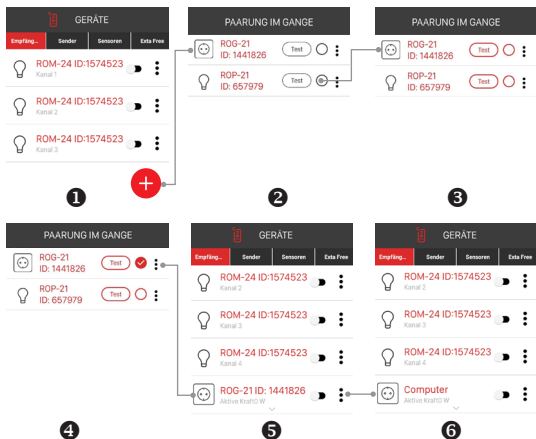 GERÄTE
Empfäng... Sender Sensoren Exta Free
ROM-24 ID:1574523
Kanal 1
ROM-24 ID:1574523
Kanal 2
ROM-24 ID:1574523
Kanal 3
+
1
PAARUNG IM GANGE
ROG-21
ID: 1441826
Test
ROP-21
ID: 657979
Test
2
PAARUNG IM GANGE
ROG-21
ID: 1441826
Test
ROP-21
ID: 657979
Test
3
PAARUNG IM GANGE
ROG-21
ID: 1441826
Test
ROP-21
ID: 657979
Test
4
GERÄTE
Empfäng... Sender Sensoren Exta Free
ROM-24 ID:1574523
Kanal 2
ROM-24 ID:1574523
Kanal 3
ROM-24 ID:1574523
Kanal 4
ROG-21 ID: 1441826
Aktive Kraft:0 W
5
GERÄTE
Empfäng... Sender Sensoren Exta Free
ROM-24 ID:1574523
Kanal 2
ROM-24 ID:1574523
Kanal 3
ROM-24 ID:1574523
Kanal 4
Computer
Aktive Kraft:0 W
6